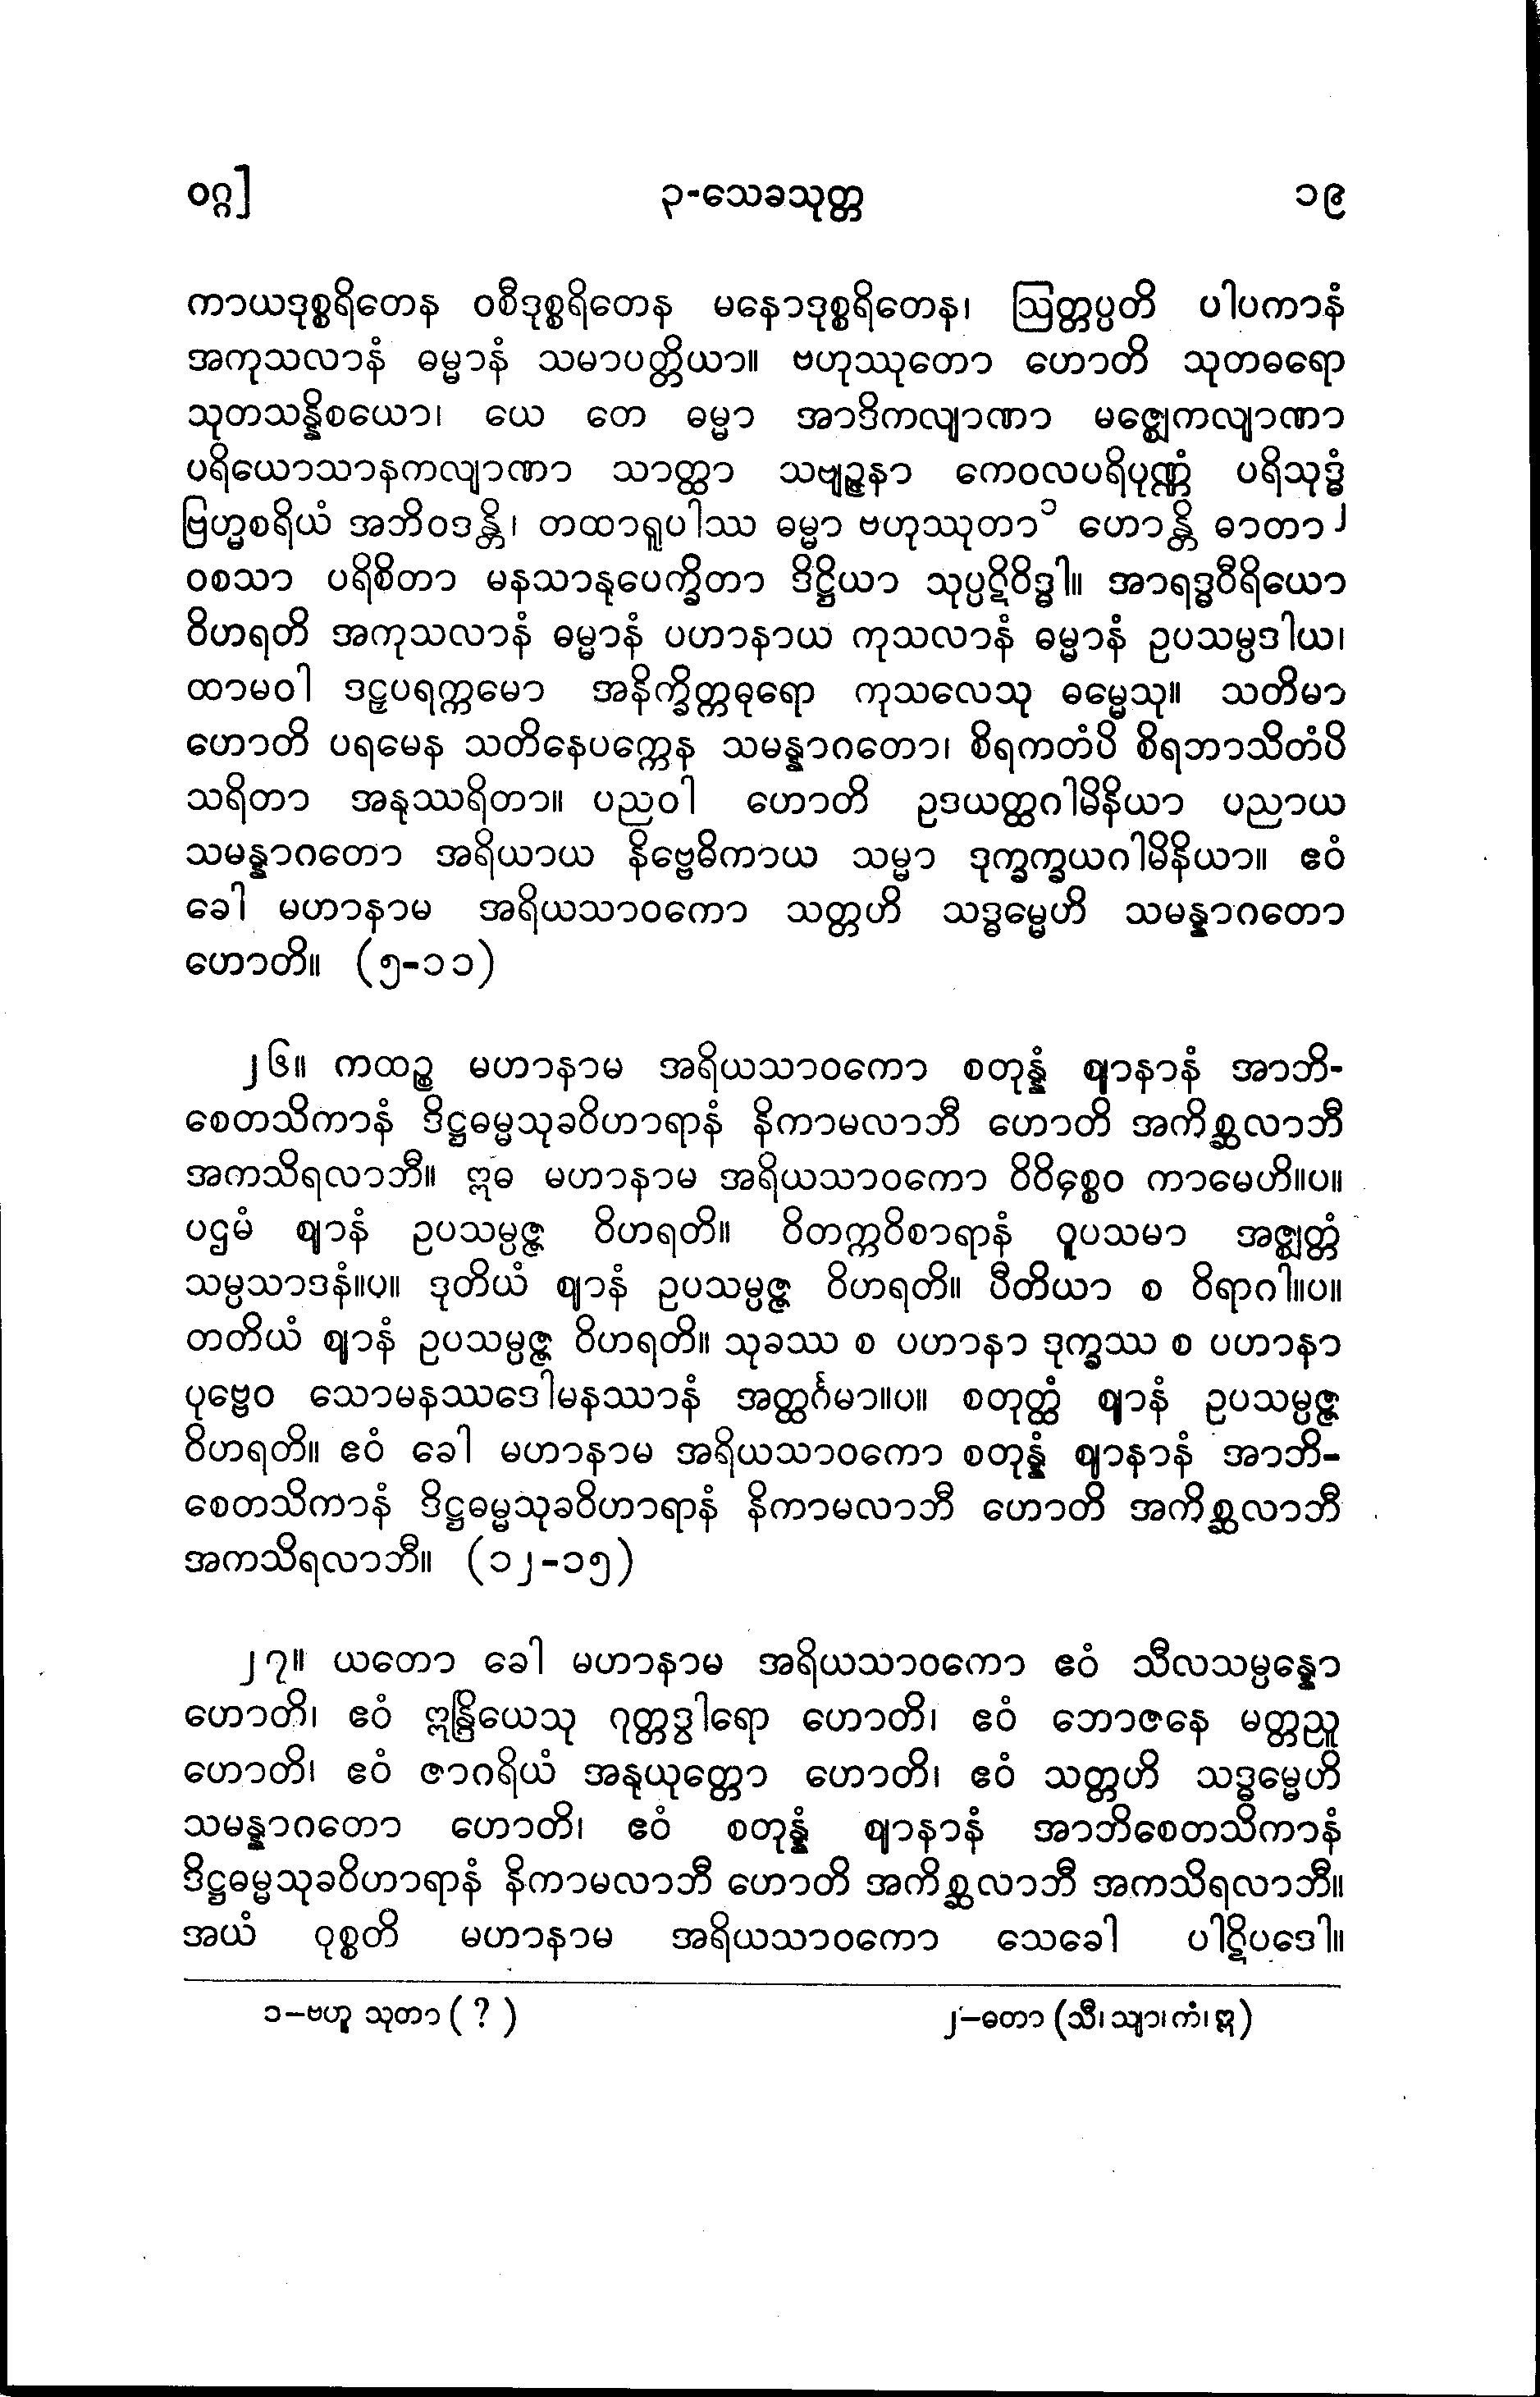 ဝဂ္ဂ] ၃-သေခသုတ္တ ၁၉
ကာယဒုစ္စရိတေန ဝစီဒုစ္စရိတေန မနောဒုစ္စရိတေန၊ ဩတ္တပ္ပတိ ပါပကာနံ
အကုသလာနံ ဓမ္မာနံ သမာပတ္တိယာ။ ဗဟုဿုတော ဟောတိ သုတဓရော
သုတသန္နိစယော၊ ယေ တေ ဓမ္မာ အာဒိကလျာဏာ မဇ္ဈေကလျာဏာ
ပရိယောသာနကလျာဏာ သာတ္ထာ သဗျဉ္ဇနာ ကေဝလပရိပုဏ္ဏံ ပရိသုဒ္ဓံ
ဗြဟ္မစရိယံ အဘိဝဒန္တိ၊ တထာရူပါဿ ဓမ္မာ ဗဟုဿုတာ၁ ဟောန္တိ ဓာတာ၂
ဝစသာ ပရိစိတာ မနသာနုပေက္ခိတာ ဒိဋ္ဌိယာ သုပ္ပဋိဝိဒ္ဓါ။ အာရဒ္ဓဝီရိယော
ဝိဟရတိ အကုသလာနံ ဓမ္မာနံ ပဟာနာယ ကုသလာနံ ဓမ္မာနံ ဥပသမ္ပဒါယ၊
ထာမဝါ ဒဠှပရက္ကမော အနိက္ခိတ္တဓုရော ကုသလေသု ဓမ္မေသု။ သတိမာ
ဟောတိ ပရမေန သတိနေပက္ကေန သမန္နာဂတော၊ စိရကတံပိ စိရဘာသိတံပိ
သရိတာ အနုဿရိတာ။ ပညဝါ ဟောတိ ဥဒယတ္ထဂါမိနိယာ ပညာယ
သမန္နာဂတော အရိယာယ နိဗ္ဗေဓိကာယ သမ္မာ ဒုက္ခက္ခယဂါမိနိယာ။ ဧဝံ
ခေါ မဟာနာမ အရိယသာဝကော သတ္တဟိ သဒ္ဓမ္မေဟိ သမန္နာဂတော
ဟောတိ။ (၅-၁၁)
၂၆။ ကထဉ္စ မဟာနာမ အရိယသာဝကော စတုန္နံ ဈာနာနံ အာဘိ-
စေတသိကာနံ ဒိဋ္ဌဓမ္မသုခဝိဟာရာနံ နိကာမလာဘီ ဟောတိ အကိစ္ဆလာဘီ
အကသိရလာဘီ။ ဣဓ မဟာနာမ အရိယသာဝကော ဝိဝိစ္စေဝ ကာမေဟိ။ပ။
ပဌမံ ဈာနံ ဥပသမ္ပဇ္ဇ ဝိဟရတိ။ ဝိတက္ကဝိစာရာနံ ဝူပသမာ အဇ္ဈတ္တံ
သမ္ပသာဒနံ။ပ။ ဒုတိယံ ဈာနံ ဥပသမ္ပဇ္ဇ ဝိဟရတိ။ ပီတိယာ စ ဝိရာဂါ။ပ။
တတိယံ ဈာနံ ဥပသမ္ပဇ္ဇ ဝိဟရတိ။ သုခဿ စ ပဟာနာ ဒုက္ခဿ စ ပဟာနာ
ပုဗ္ဗေဝ သောမနဿဒေါမနဿာနံ အတ္ထင်္ဂမာ။ပ။ စတုတ္ထံ ဈာနံ ဥပသမ္ပဇ္ဇ
ဝိဟရတိ။ ဧဝံ ခေါ မဟာနာမ အရိယသာဝကော စတုန္နံ ဈာနာနံ အာဘိ-
စေတသိကာနံ ဒိဋ္ဌဓမ္မသုခဝိဟာရာနံ နိကာမလာဘီ ဟောတိ အကိစ္ဆလာဘီ
အကသိရလာဘီ။ (၁၂-၁၅)
၂၇။ ယတော ခေါ မဟာနာမ အရိယသာဝကော ဧဝံ သီလသမ္ပန္နော
ဟောတိ၊ ဧဝံ ဣန္ဒြိယေသု ဂုတ္တဒွါရော ဟောတိ၊ ဧဝံ ဘောဇနေ မတ္တညူ
ဟောတိ၊ ဧဝံ ဇာဂရိယံ အနုယုတ္တော ဟောတိ၊ ဧဝံ သတ္တဟိ သဒ္ဓမ္မေဟိ
သမန္နာဂတော ဟောတိ၊ ဧဝံ စတုန္နံ ဈာနာနံ အာဘိစေတသိကာနံ
ဒိဋ္ဌဓမ္မသုခဝိဟာရာနံ နိကာမလာဘီ ဟောတိ အကိစ္ဆလာဘီ အကသိရလာဘီ။
အယံ ဝုစ္စတိ မဟာနာမ အရိယသာဝကော သေခေါ ပါဋိပဒေါ။
၁–ဗဟူ သုတာ (?) ၂–ဓတာ (သီ၊ သျာ၊ ကံ၊ ဣ)